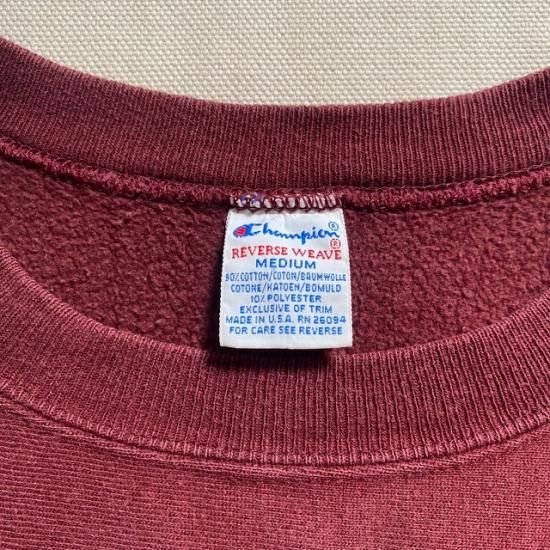 Champion®
REVERSE WEAVE®
MEDIUM
90% COTTON/COTON/BAUMWOLLE
COTONE/KATOEN/BOMULD
10% POLYESTER
EXCLUSIVE OF TRIM
MADE IN U.S.A. RN 26094
FOR CARE SEE REVERSE